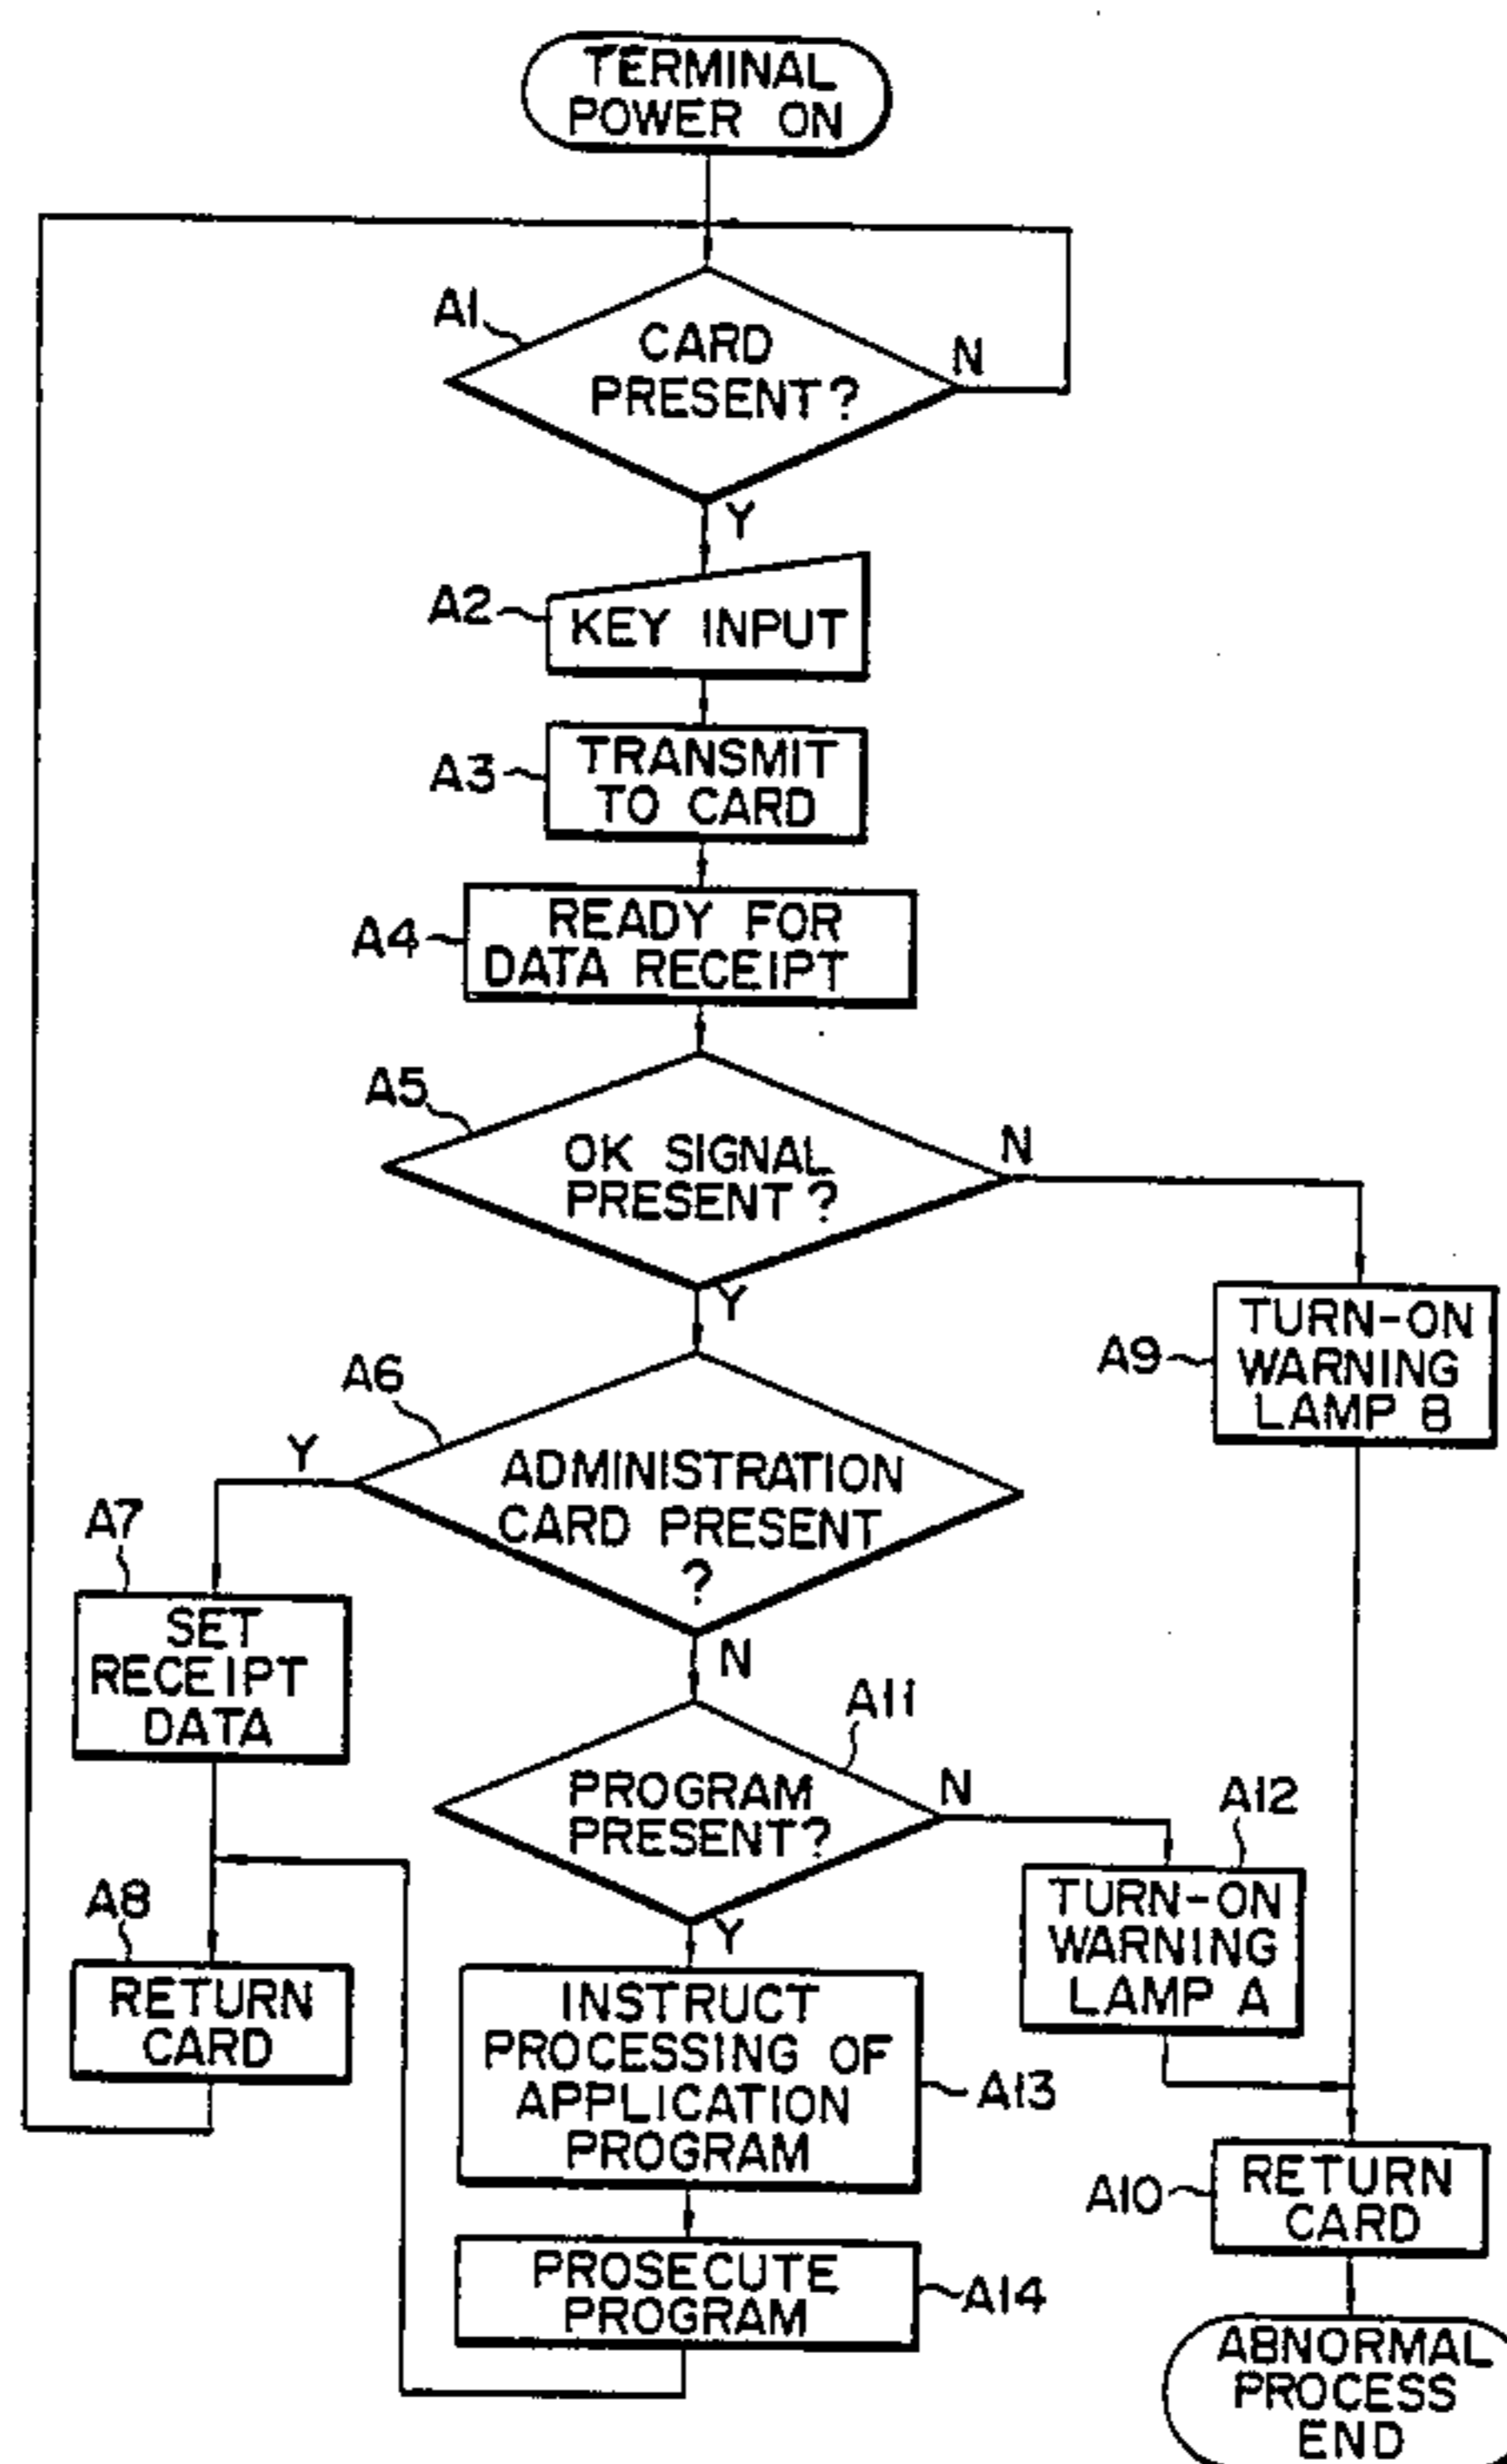 TERMINAL
POWER ON
A1
CARD
PRESENT?
N
Y
A2
KEY INPUT
A3
TRANSMIT
TO CARD
A4
READY FOR
DATA RECEIPT
A5
OK SIGNAL
PRESENT?
N
Y
A9
TURN-ON
WARNING
LAMP B
A6
ADMINISTRATION
CARD PRESENT
?
Y
N
A7
SET
RECEIPT
DATA
A11
PROGRAM
PRESENT?
N
Y
A12
TURN-ON
WARNING
LAMP A
A8
RETURN
CARD
INSTRUCT
PROCESSING OF
APPLICATION
PROGRAM
A13
A10
RETURN
CARD
PROSECUTE
PROGRAM
A14
ABNORMAL
PROCESS
END